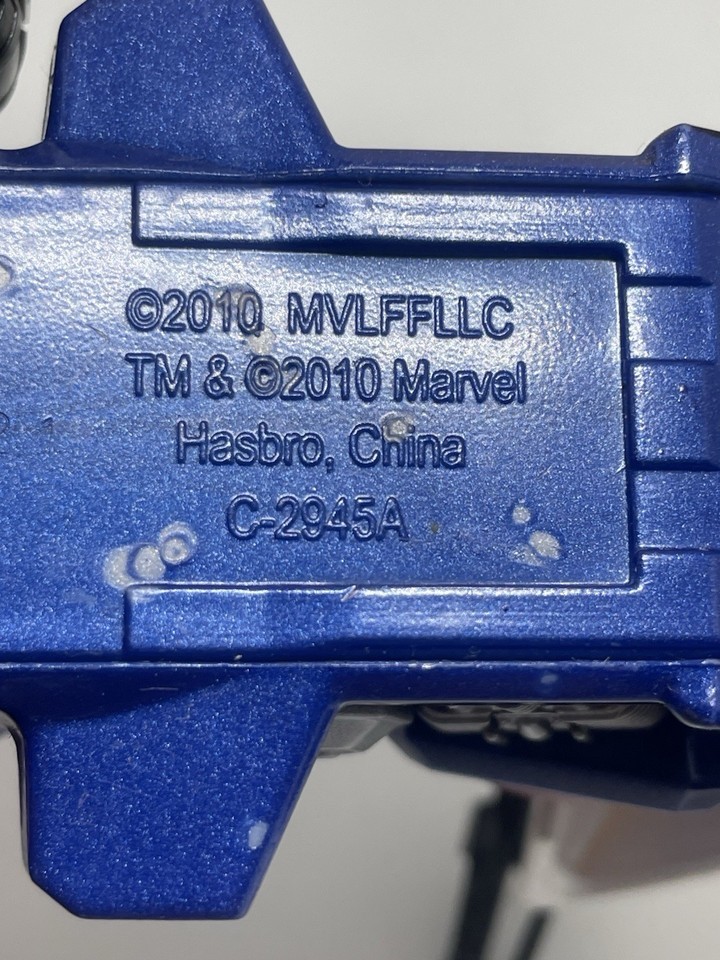 ©2010 MVLFFLLC
TM & ©2010 Marvel
Hasbro, China
C-2945A